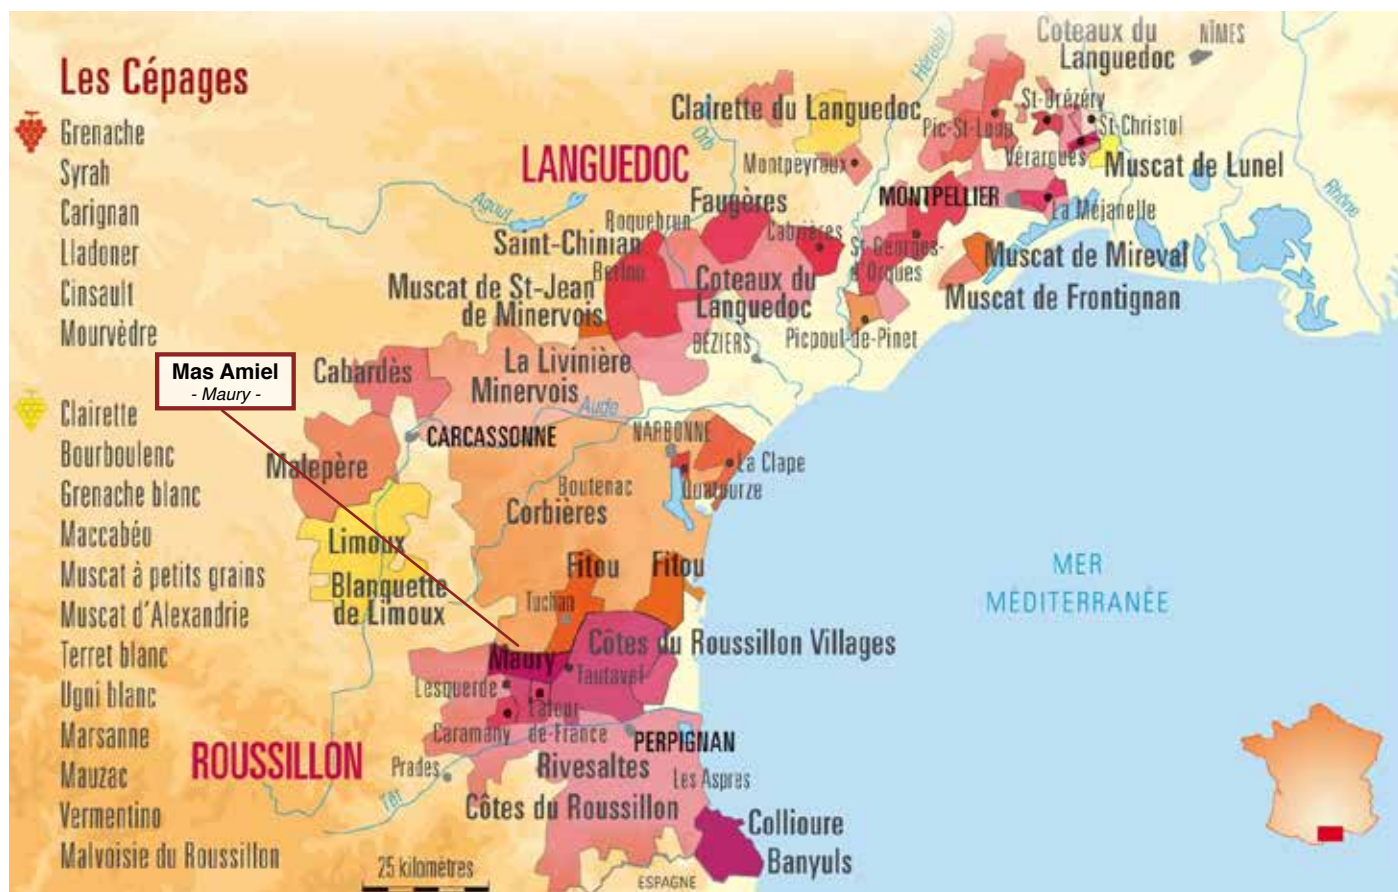 Les Cépages
Grenache
Syrah
Carignan
Lladoner
Cinsault
Mourvèdre
Clairette
Bourboulenc
Grenache blanc
Maccabéo
Muscat à petits grains
Muscat d'Alexandrie
Terret blanc
Ugni blanc
Marsanne
Mauzac
Vermentino
Malvoisie du Roussillon
Mas Amiel
- Maury -
LANGUEDOC
ROUSSILLON
Coteaux du
Languedoc
NÎMES
Hérault
Clairette du Languedoc
Orb
Pic-St-Loup
St-Drézéry
St-Christol
Vérargues
Muscat de Lunel
Montpeyroux
MONTPELLIER
La Méjanelle
Rhône
Agout
Roquebrun
Faugères
Cabrières
St-Georges-
d'Orques
Saint-Chinian
Berlou
Muscat de Mireval
Muscat de Frontignan
Muscat de St-Jean
de Minervois
Coteaux du
Languedoc
BÉZIERS
Picpoul-de-Pinet
La Livinière
Minervois
Cabardès
Aude
CARCASSONNE
NARBONNE
La Clape
Quatourze
Malepère
Boutenac
Corbières
Limoux
Blanquette
de Limoux
Fitou
Fitou
Tuchan
MER
MÉDITERRANÉE
Côtes du Roussillon Villages
Maury
Tautavel
Lesquerde
Latour-
de-France
Caramany
PERPIGNAN
Prades
Rivesaltes
Les Aspres
Têt
Côtes du Roussillon
Collioure
Banyuls
25 kilomètres
ESPAGNE